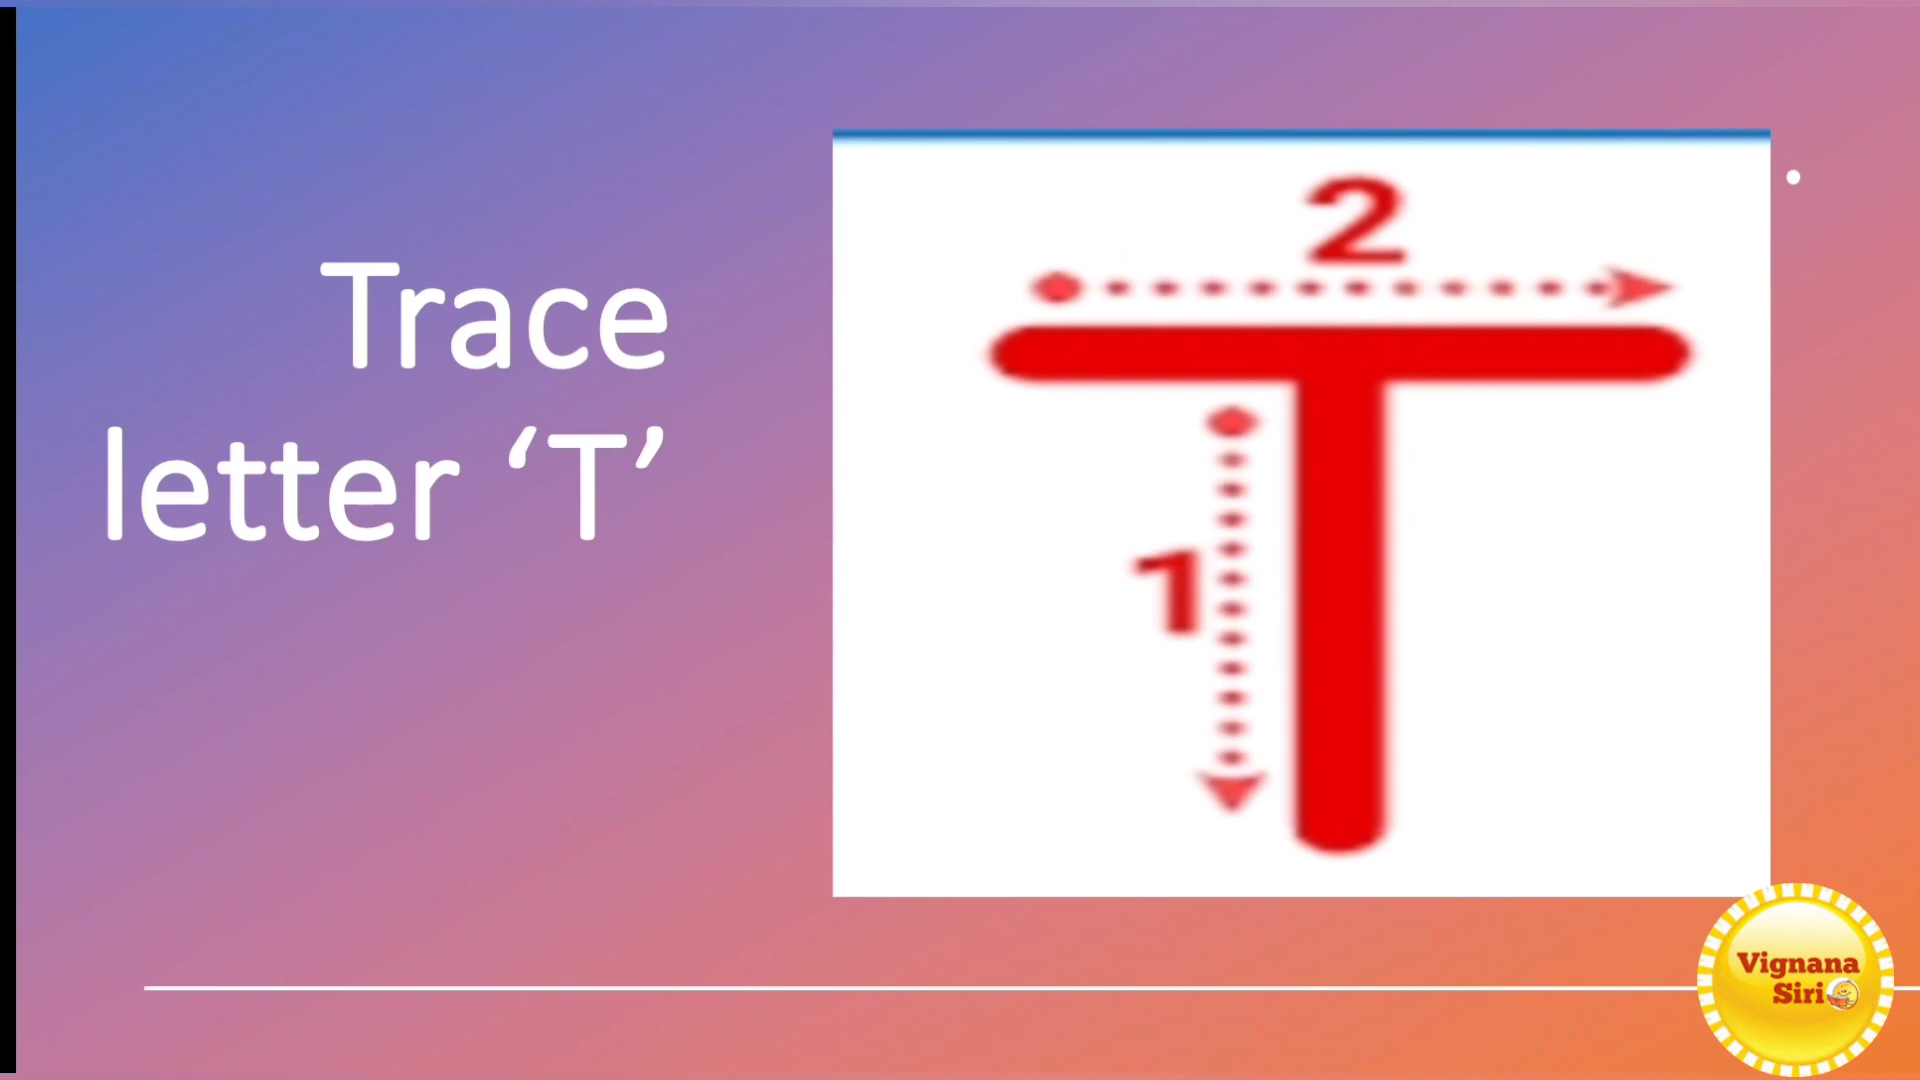 Trace
letter ‘T’
2
1
T
Vignana
Siri